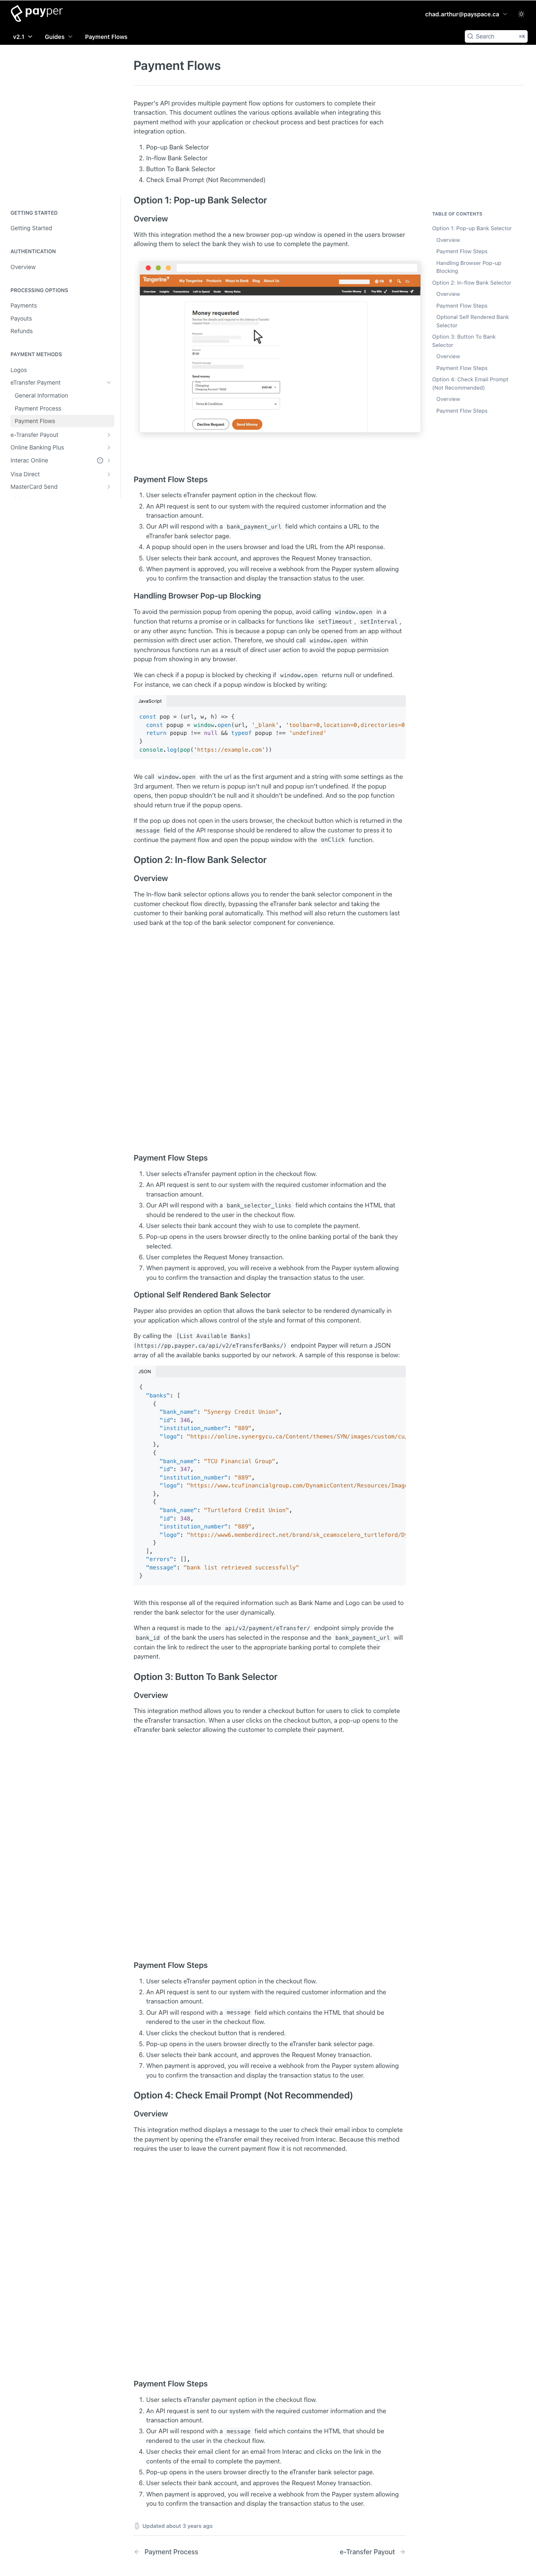 payper
chad.arthur@payspace.ca
v2.1
Guides
Payment Flows
Search
⌘K
GETTING STARTED
Getting Started
AUTHENTICATION
Overview
PROCESSING OPTIONS
Payments
Payouts
Refunds
PAYMENT METHODS
Logos
eTransfer Payment
General Information
Payment Process
Payment Flows
e-Transfer Payout
Online Banking Plus
Interac Online
Visa Direct
MasterCard Send
Payment Flows
Payper's API provides multiple payment flow options for customers to complete their
transaction. This document outlines the various options available when integrating this
payment method with your application or checkout process and best practices for each
integration option.
1. Pop-up Bank Selector
2. In-flow Bank Selector
3. Button To Bank Selector
4. Check Email Prompt (Not Recommended)
Option 1: Pop-up Bank Selector
Overview
With this integration method the a new browser pop-up window is opened in the users browser
allowing them to select the bank they wish to use to complete the payment.
Tangerine
My Tangerine Products Ways to Bank Blog About Us
FR
Overview Insights Transactions Lift to Spend Goals Money Rules
Transfer Money Pay Bills Email Money
Money requested
Amount
Send money
Terms & Conditions
Decline Request
Send Money
Payment Flow Steps
1. User selects eTransfer payment option in the checkout flow.
2. An API request is sent to our system with the required customer information and the
transaction amount.
3. Our API will respond with a bank_payment_url field which contains a URL to the
eTransfer bank selector page.
4. A popup should open in the users browser and load the URL from the API response.
5. User selects their bank account, and approves the Request Money transaction.
6. When payment is approved, you will receive a webhook from the Payper system allowing
you to confirm the transaction and display the transaction status to the user.
Handling Browser Pop-up Blocking
To avoid the permission popup from opening the popup, avoid calling window.open in a
function that returns a promise or in callbacks for functions like setTimeout, setInterval,
or any other async function. This is because a popup can only be opened from an app without
permission with direct user action. Therefore, we should call window.open within
synchronous functions run as a result of direct user action to avoid the popup permission
popup from showing in any browser.
We can check if a popup is blocked by checking if window.open returns null or undefined.
For instance, we can check if a popup window is blocked by writing:
JavaScript
const pop = (url, w, h) => {
const popup = window.open(url, '_blank', 'toolbar=0,location=0,directories=0
return popup !== null && typeof popup !== 'undefined'
}
console.log(pop('https://example.com'))
We call window.open with the url as the first argument and a string with some settings as the
3rd argument. Then we return is popup isn't null and popup isn't undefined. If the popup
opens, then popup shouldn't be null and it shouldn't be undefined. And so the pop function
should return true if the popup opens.
If the pop up does not open in the users browser, the checkout button which is returned in the
message field of the API response should be rendered to allow the customer to press it to
continue the payment flow and open the popup window with the onClick function.
Option 2: In-flow Bank Selector
Overview
The In-flow bank selector options allows you to render the bank selector component in the
customer checkout flow directly, bypassing the eTransfer bank selector and taking the
customer to their banking poral automatically. This method will also return the customers last
used bank at the top of the bank selector component for convenience.
Payment Flow Steps
1. User selects eTransfer payment option in the checkout flow.
2. An API request is sent to our system with the required customer information and the
transaction amount.
3. Our API will respond with a bank_selector_links field which contains the HTML that
should be rendered to the user in the checkout flow.
4. User selects their bank account they wish to use to complete the payment.
5. Pop-up opens in the users browser directly to the online banking portal of the bank they
selected.
6. User completes the Request Money transaction.
7. When payment is approved, you will receive a webhook from the Payper system allowing
you to confirm the transaction and display the transaction status to the user.
Optional Self Rendered Bank Selector
Payper also provides an option that allows the bank selector to be rendered dynamically in
your application which allows control of the style and format of this component.
By calling the [List Available Banks]
(https://pp.payper.ca/api/v2/eTransferBanks/) endpoint Payper will return a JSON
array of all the available banks supported by our network. A sample of this response is below:
JSON
{
"banks": [
{
"bank_name": "Synergy Credit Union",
"id": 346,
"institution_number": "889",
"logo": "https://online.synergycu.ca/Content/themes/SYN/images/custom/cu
},
{
"bank_name": "TCU Financial Group",
"id": 347,
"institution_number": "889",
"logo": "https://www.tcufinancialgroup.com/DynamicContent/Resources/Imag
},
{
"bank_name": "Turtleford Credit Union",
"id": 348,
"institution_number": "889",
"logo": "https://www6.memberdirect.net/brand/sk_ceamscelero_turtleford/Dy
}
],
"errors": [],
"message": "bank list retrieved successfully"
}
With this response all of the required information such as Bank Name and Logo can be used to
render the bank selector for the user dynamically.
When a request is made to the api/v2/payment/eTransfer/ endpoint simply provide the
bank_id of the bank the users has selected in the response and the bank_payment_url will
contain the link to redirect the user to the appropriate banking portal to complete their
payment.
Option 3: Button To Bank Selector
Overview
This integration method allows you to render a checkout button for users to click to complete
the eTransfer transaction. When a user clicks on the checkout button, a pop-up opens to the
eTransfer bank selector allowing the customer to complete their payment.
Payment Flow Steps
1. User selects eTransfer payment option in the checkout flow.
2. An API request is sent to our system with the required customer information and the
transaction amount.
3. Our API will respond with a message field which contains the HTML that should be
rendered to the user in the checkout flow.
4. User clicks the checkout button that is rendered.
5. Pop-up opens in the users browser directly to the eTransfer bank selector page.
6. User selects their bank account, and approves the Request Money transaction.
7. When payment is approved, you will receive a webhook from the Payper system allowing
you to confirm the transaction and display the transaction status to the user.
Option 4: Check Email Prompt (Not Recommended)
Overview
This integration method displays a message to the user to check their email inbox to complete
the payment by opening the eTransfer email they received from Interac. Because this method
requires the user to leave the current payment flow it is not recommended.
Payment Flow Steps
1. User selects eTransfer payment option in the checkout flow.
2. An API request is sent to our system with the required customer information and the
transaction amount.
3. Our API will respond with a message field which contains the HTML that should be
rendered to the user in the checkout flow.
4. User checks their email client for an email from Interac and clicks on the link in the
contents of the email to complete the payment.
5. Pop-up opens in the users browser directly to the eTransfer bank selector page.
6. User selects their bank account, and approves the Request Money transaction.
7. When payment is approved, you will receive a webhook from the Payper system allowing
you to confirm the transaction and display the transaction status to the user.
Updated about 3 years ago
← Payment Process
e-Transfer Payout →
TABLE OF CONTENTS
Option 1: Pop-up Bank Selector
Overview
Payment Flow Steps
Handling Browser Pop-up
Blocking
Option 2: In-flow Bank Selector
Overview
Payment Flow Steps
Optional Self Rendered Bank
Selector
Option 3: Button To Bank
Selector
Overview
Payment Flow Steps
Option 4: Check Email Prompt
(Not Recommended)
Overview
Payment Flow Steps